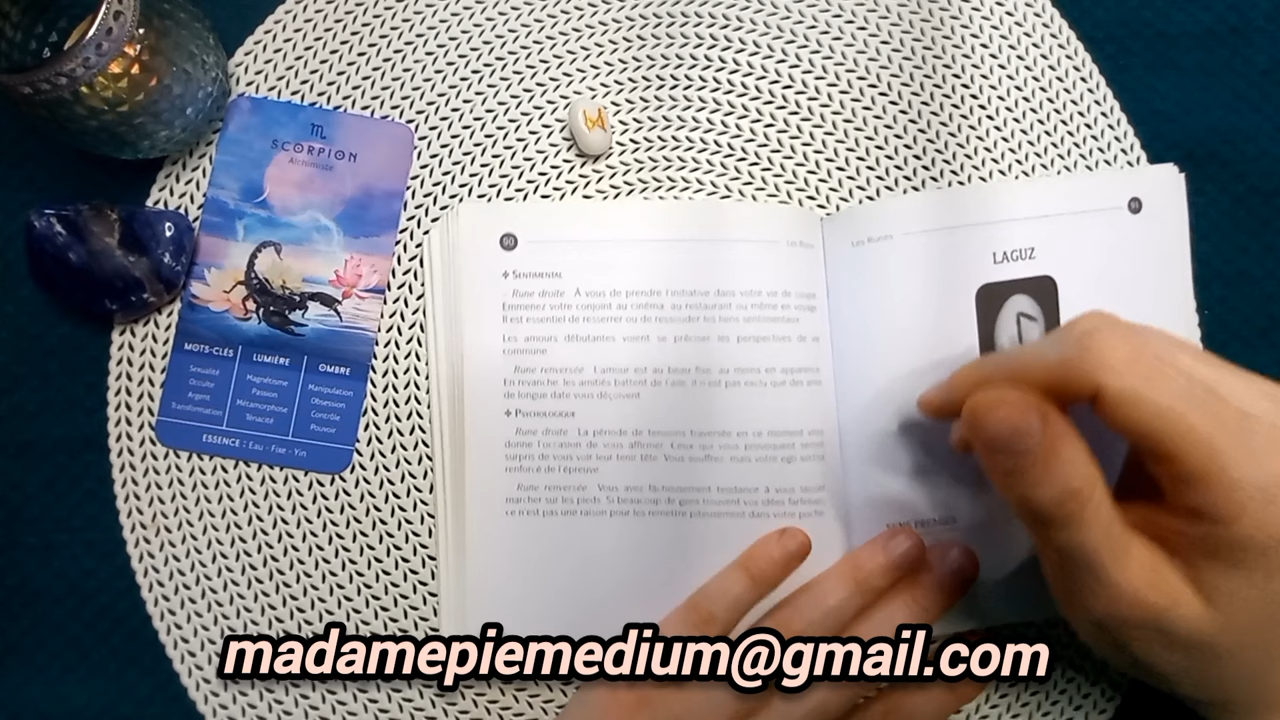 ♏
SCORPION
Alchimiste
MOTS-CLÉS
Sexualité
Occulte
Argent
Transformation
LUMIÈRE
Magnétisme
Passion
Métamorphose
Ténacité
OMBRE
Manipulation
Obsession
Contrôle
Pouvoir
ESSENCE : Eau - Fixe - Yin
90
❖ SENTIMENTAL
Rune droite À vous de prendre l'initiative dans votre vie de
Emmenez votre conjoint au cinéma, au restaurant ou même en voyage
Il est essentiel de resserrer ou de ressouder les liens sentimentaux
Les amours débutantes voient se préciser les perspectives de vie
commune
Rune renversée L'amour est au beau fixe, au moins en apparence
En revanche, les amitiés battent de l'aile, il n'est pas exclu que des amis
de longue date vous déçoivent
❖ PSYCHOLOGIQUE
Rune droite La période de tensions traversée en ce moment vous
donne l'occasion de vous affirmer. Ceux qui vous provoquent seront
surpris de vous voir leur tenir tête. Vous souffrez, mais votre ego sortira
renforcé de l'épreuve
Rune renversée Vous avez fâcheusement tendance à vous laisser
marcher sur les pieds. Si beaucoup de gens trouvent vos idées farfelues
ce n'est pas une raison pour les remettre piteusement dans votre poche
Les Runes
91
LAGUZ
madamepiemedium@gmail.com